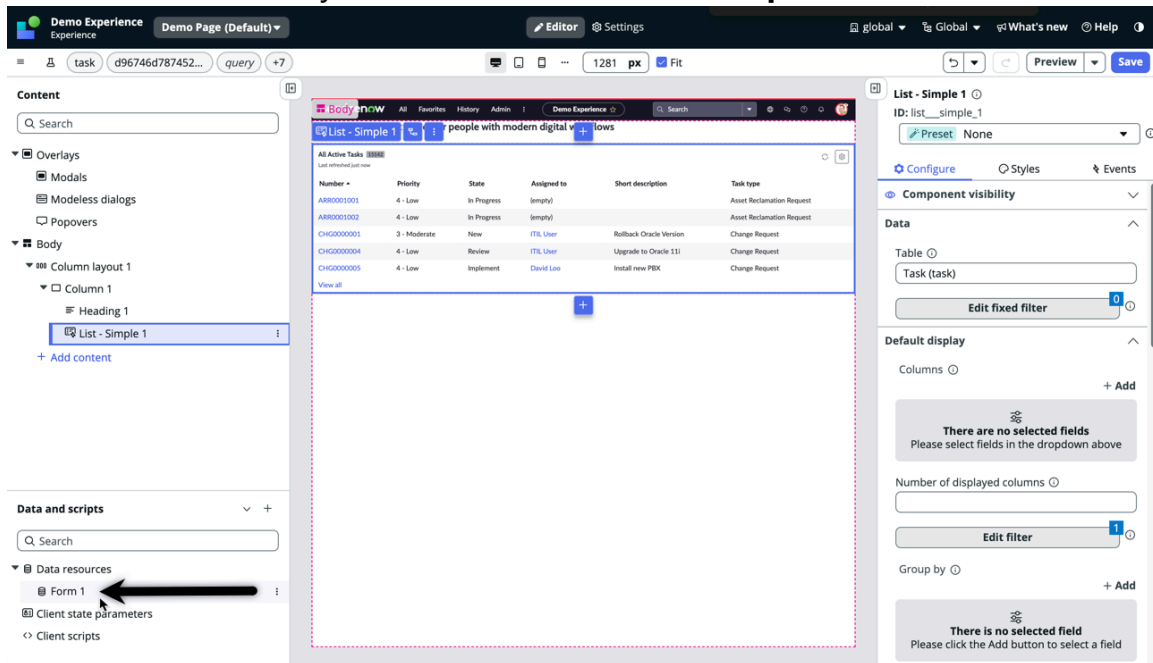 Demo Experience
Experience
Demo Page (Default)
Editor
Settings
global
Global
What's new
Help
task
d96746d787452...
query
+7
1281 px
Fit
Preview
Save
Content
Search
Overlays
Modals
Modeless dialogs
Popovers
Body
Column layout 1
Column 1
Heading 1
List - Simple 1
+ Add content
Data and scripts
Search
Data resources
Form 1
Client state parameters
Client scripts
Body
now
All Favorites History Admin
Demo Experience
Search
List - Simple 1
people with modern digital w lows
All Active Tasks
Last refreshed just now
Number Priority State Assigned to Short description Task type
ARR0001001 4 - Low In Progress (empty) Asset Reclamation Request
ARR0001002 4 - Low In Progress (empty) Asset Reclamation Request
CHG0000001 3 - Moderate New ITIL User Rollback Oracle Version Change Request
CHG0000004 4 - Low Review ITIL User Upgrade to Oracle 11i Change Request
CHG0000005 4 - Low Implement David Loo Install new PBX Change Request
View all
List - Simple 1
ID: list__simple_1
Preset None
Configure
Styles
Events
Component visibility
Data
Table
Task (task)
Edit fixed filter
0
Default display
Columns
+ Add
There are no selected fields
Please select fields in the dropdown above
Number of displayed columns
Edit filter
1
Group by
+ Add
There is no selected field
Please click the Add button to select a field